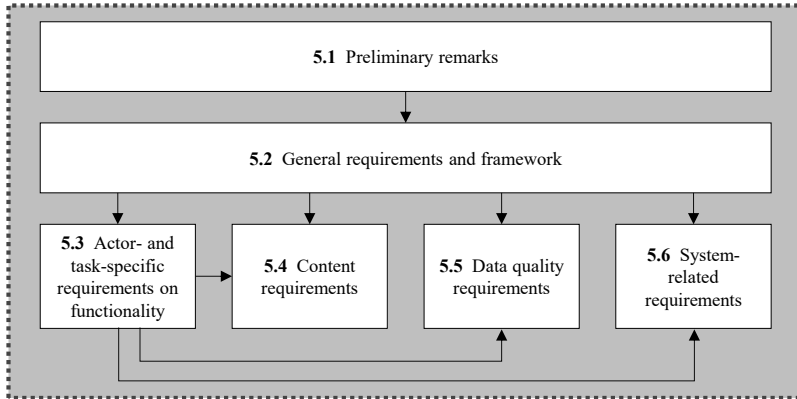 5.1 Preliminary remarks
5.2 General requirements and framework
5.3 Actor- and
task-specific
requirements on
functionality
5.4 Content
requirements
5.5 Data quality
requirements
5.6 System-
related
requirements